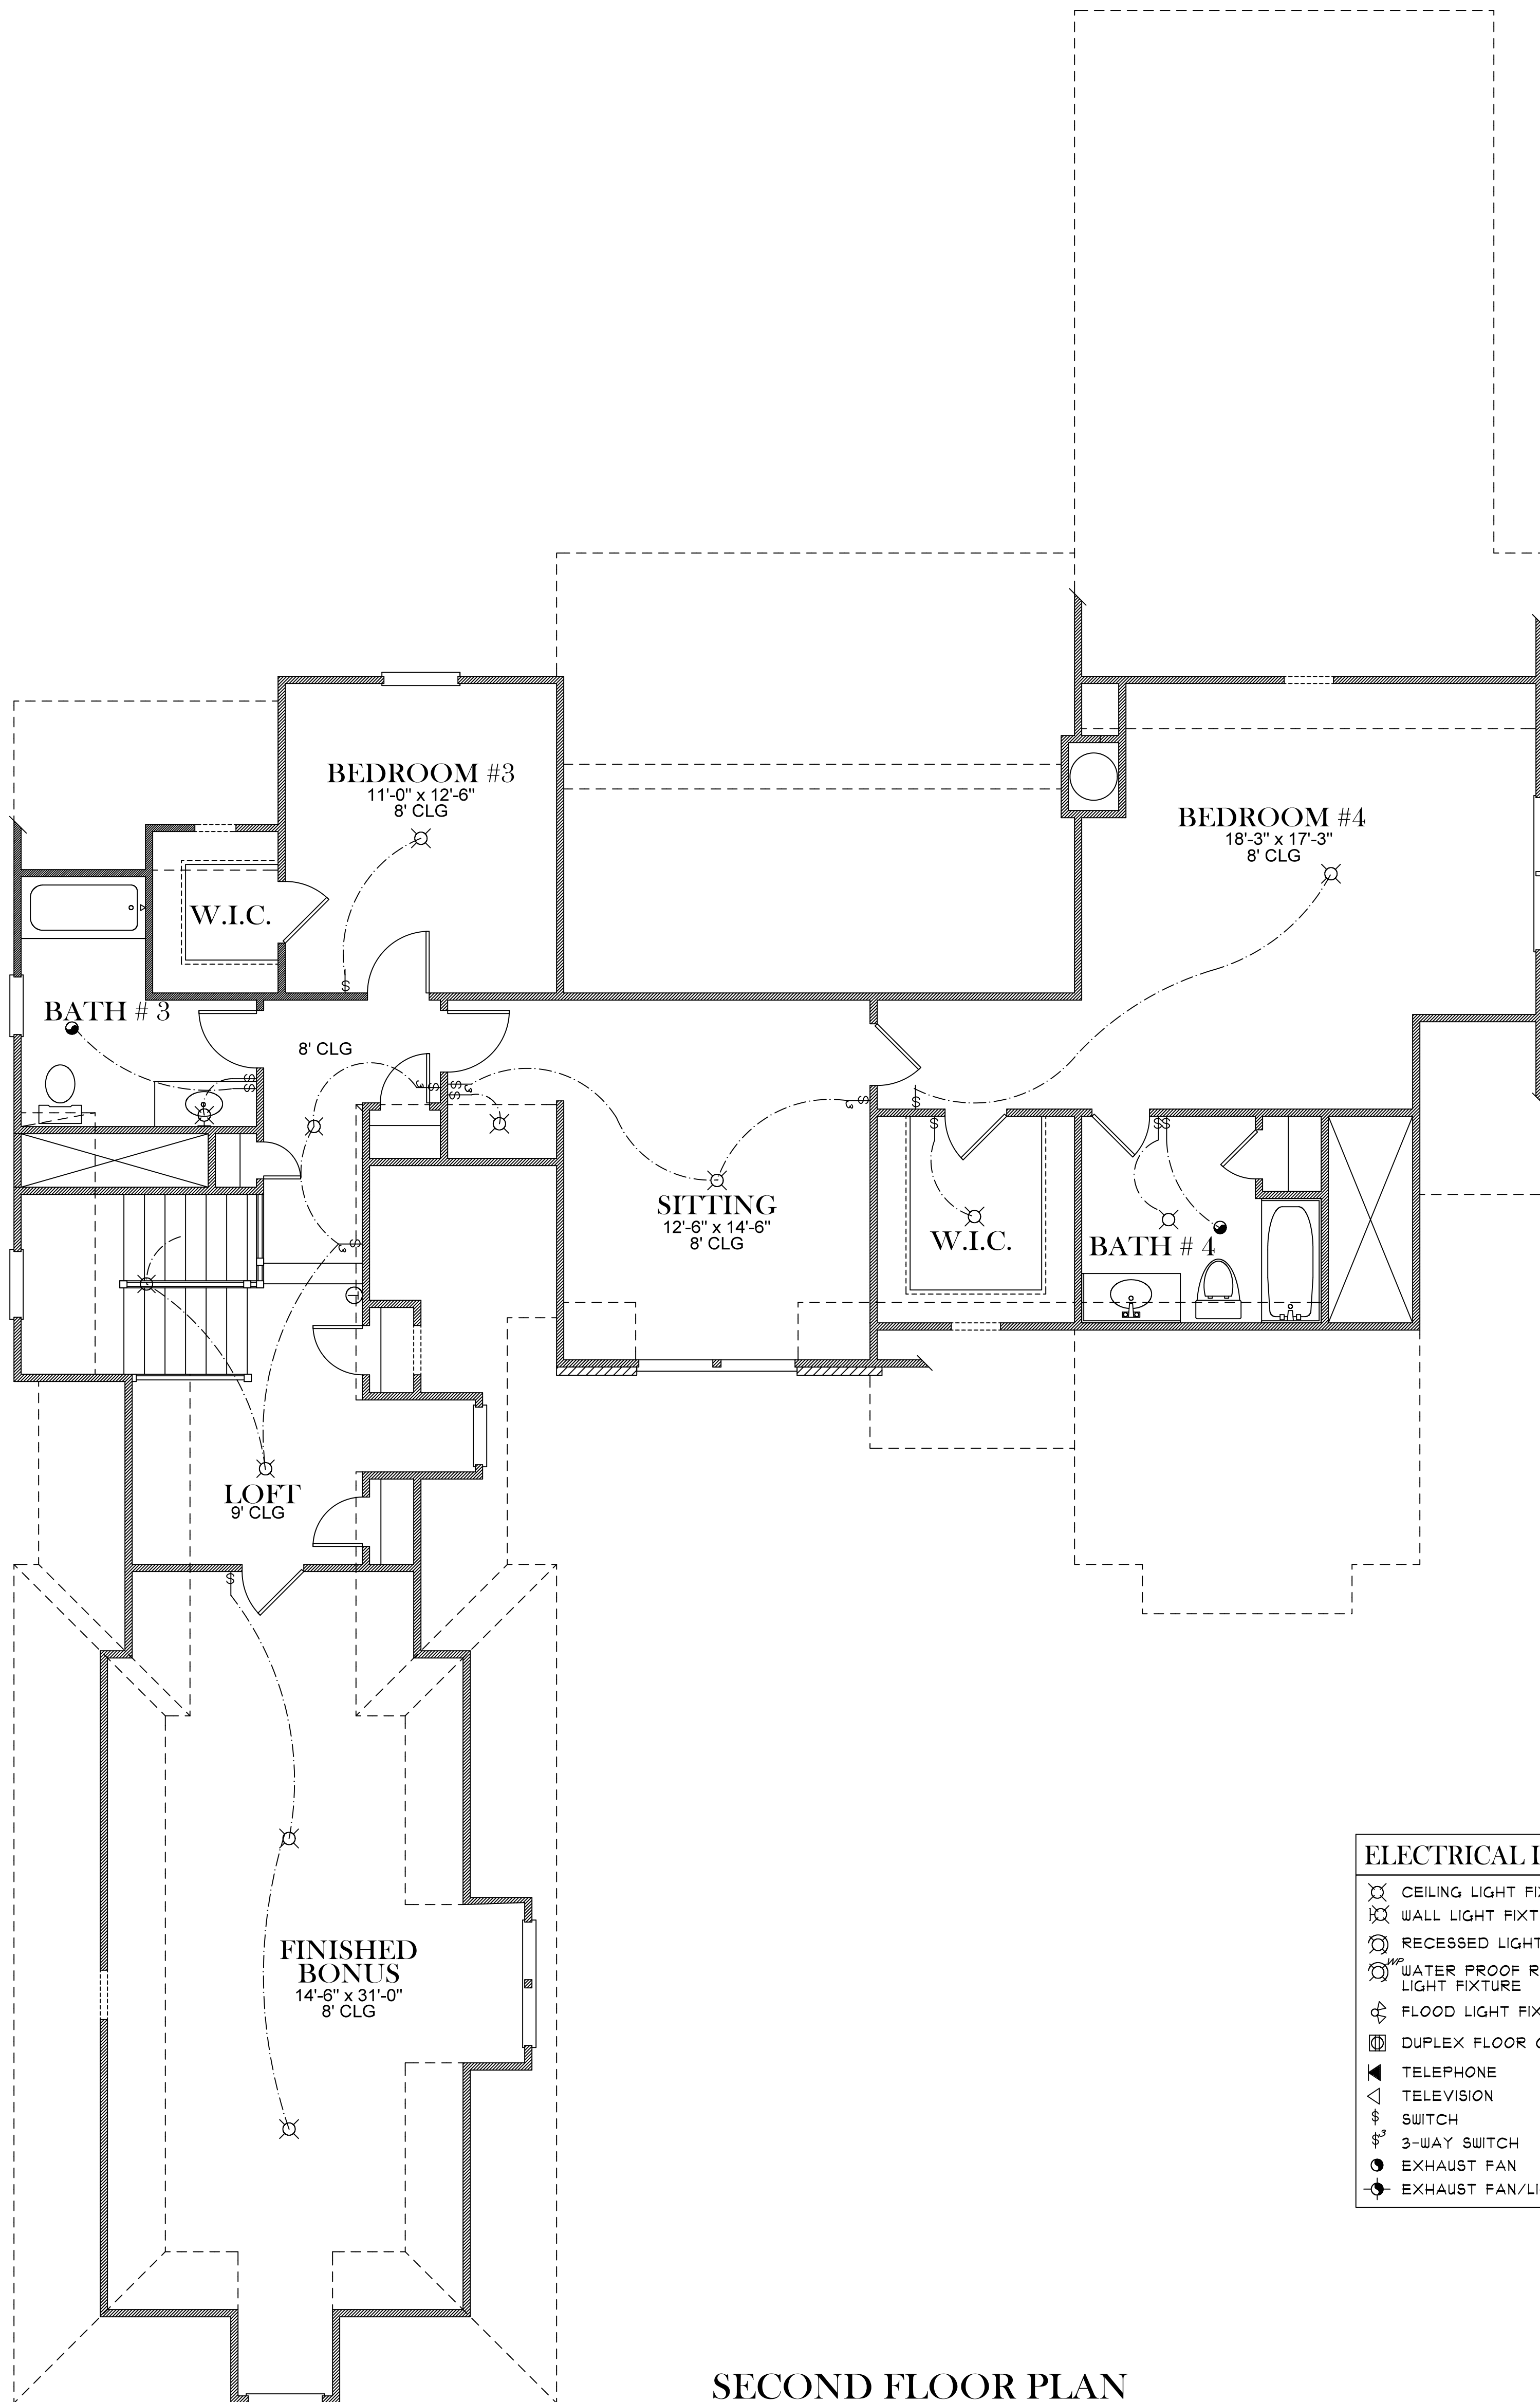 BEDROOM #3
11'-0" x 12'-6"
8' CLG
BEDROOM #4
18'-3" x 17'-3"
8' CLG
W.I.C.
BATH # 3
8' CLG
SITTING
12'-6" x 14'-6"
8' CLG
W.I.C.
BATH # 4
LOFT
9' CLG
FINISHED
BONUS
14'-6" x 31'-0"
8' CLG
ELECTRICAL
CEILING LIGHT
WALL LIGHT
RECESSED LIGHT
WP
WATER PROOF
LIGHT FIXTURE
FLOOD LIGHT
DUPLEX FLOOR
TELEPHONE
TELEVISION
$ SWITCH
$3 3-WAY SWITCH
EXHAUST FAN
EXHAUST FAN/
SECOND FLOOR PLAN